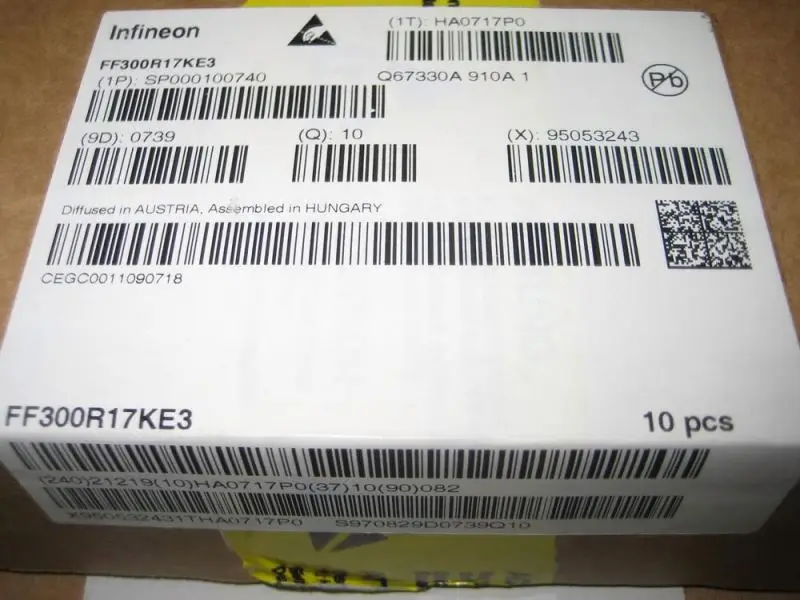 Infineon
(1T): HA0717P0
FF300R17KE3
(1P): SP000100740
Q67330A 910A 1
Pb
(9D): 0739
(Q): 10
(X): 95053243
Diffused in AUSTRIA, Assembled in HUNGARY
CEGC0011090718
FF300R17KE3
10 pcs
(240)21219(10)HA0717P0(37)10(90)082
X950532431THA0717P0 S970829D0739Q10